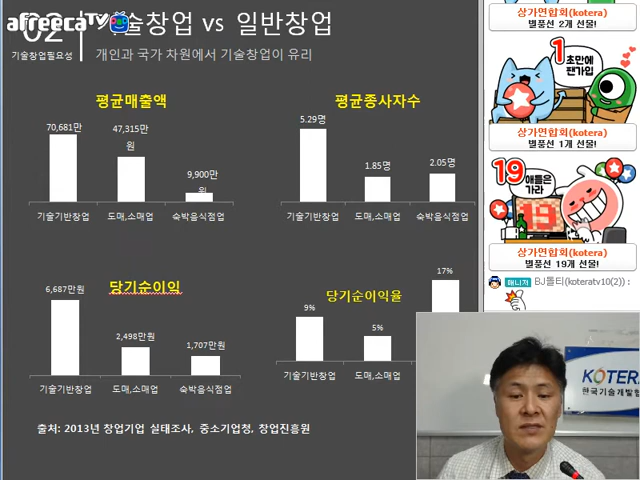 afreecaTV
02
기술창업 vs 일반창업
기술창업필요성
개인과 국가 차원에서 기술창업이 유리
평균매출액
70,681만
47,315만
원
9,900만
원
기술기반창업
도매,소매업
숙박음식점업
평균종사자수
5.29명
1.85명
2.05명
기술기반창업
도매,소매업
숙박음식점업
당기순이익
6,687만원
2,498만원
1,707만원
기술기반창업
도매,소매업
숙박음식점업
당기순이익율
9%
5%
17%
기술기반창업
도매,소매업
출처: 2013년 창업기업 실태조사, 중소기업청, 창업진흥원
상가연합회(kotera)
별풍선 2개 선물!
1
초만에
팬가입
상가연합회(kotera)
별풍선 1개 선물!
19
애들은
가라
19
상가연합회(kotera)
별풍선 19개 선물!
매니저 BJ돌티(koteratv10(2)) :
KOTERA
한국기술개발협